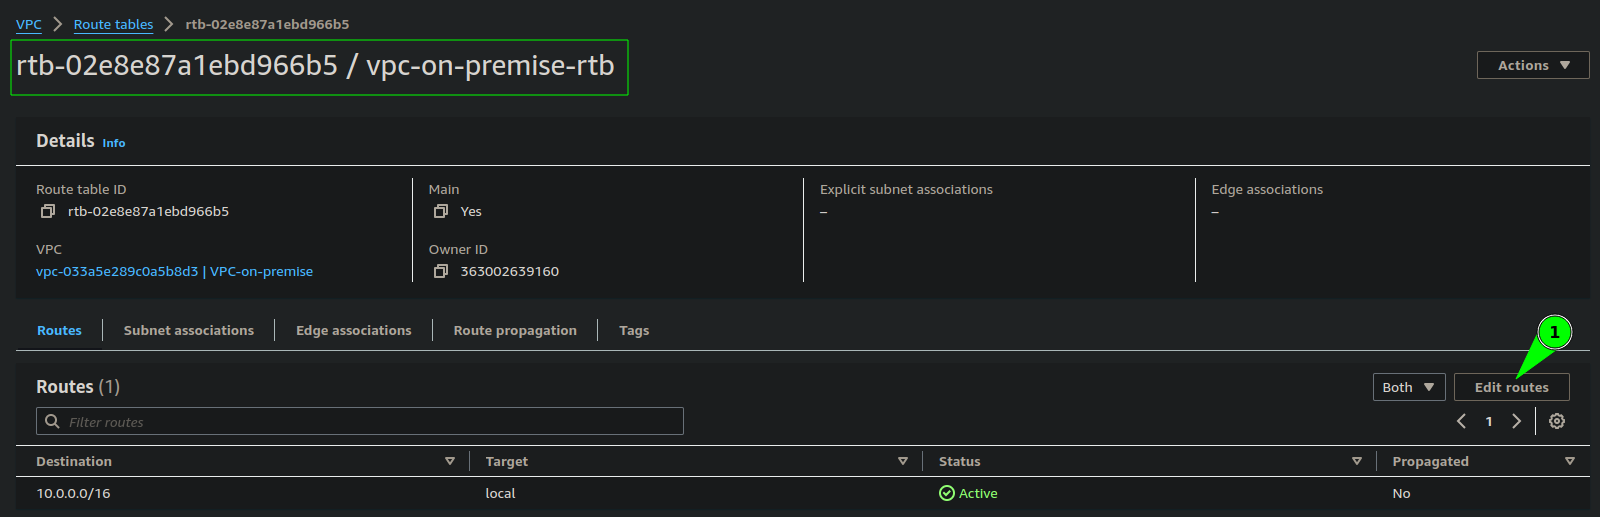 VPC > Route tables > rtb-02e8e87a1ebd966b5
rtb-02e8e87a1ebd966b5 / vpc-on-premise-rtb
Actions
Details Info
Route table ID
rtb-02e8e87a1ebd966b5
Main
Yes
Explicit subnet associations
–
Edge associations
–
VPC
vpc-033a5e289c0a5b8d3 | VPC-on-premise
Owner ID
363002639160
Routes Subnet associations Edge associations Route propagation Tags
1
Routes (1)
Both Edit routes
Filter routes
1
Destination Target Status Propagated
10.0.0.0/16 local Active No